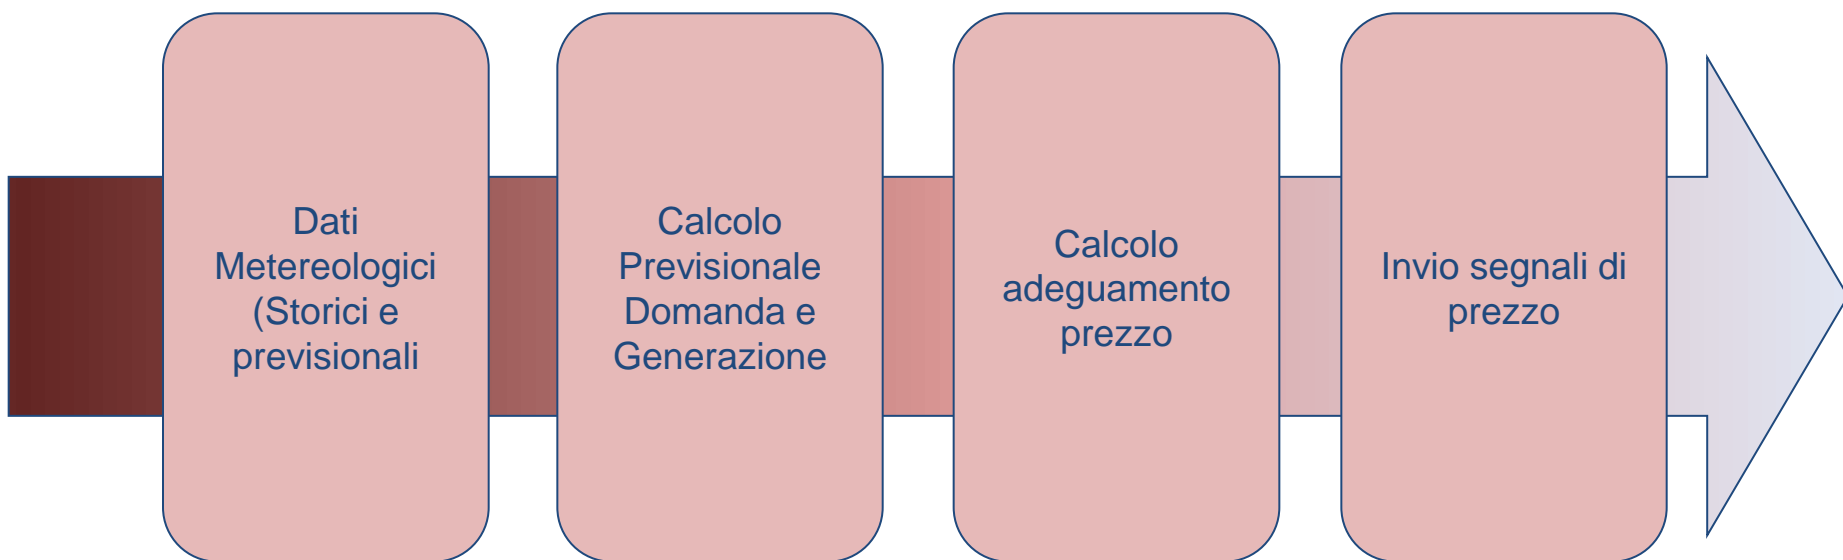 Dati
Metereologici
(Storici e
previsionali
Calcolo
Previsionale
Domanda e
Generazione
Calcolo
adeguamento
prezzo
Invio segnali di
prezzo